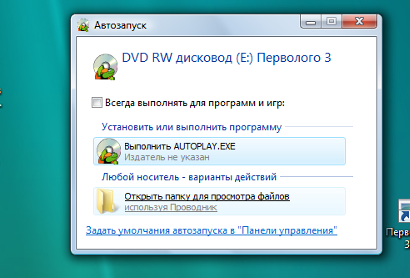 Автозапуск
DVD RW дисковод (E:) Перволого 3
Всегда выполнять для программ и игр:
Установить или выполнить программу
Выполнить AUTOPLAY.EXE
Издатель не указан
Любой носитель - варианты действий
Открыть папку для просмотра файлов
используя Проводник
Задать умолчания автозапуска в "Панели управления"
3